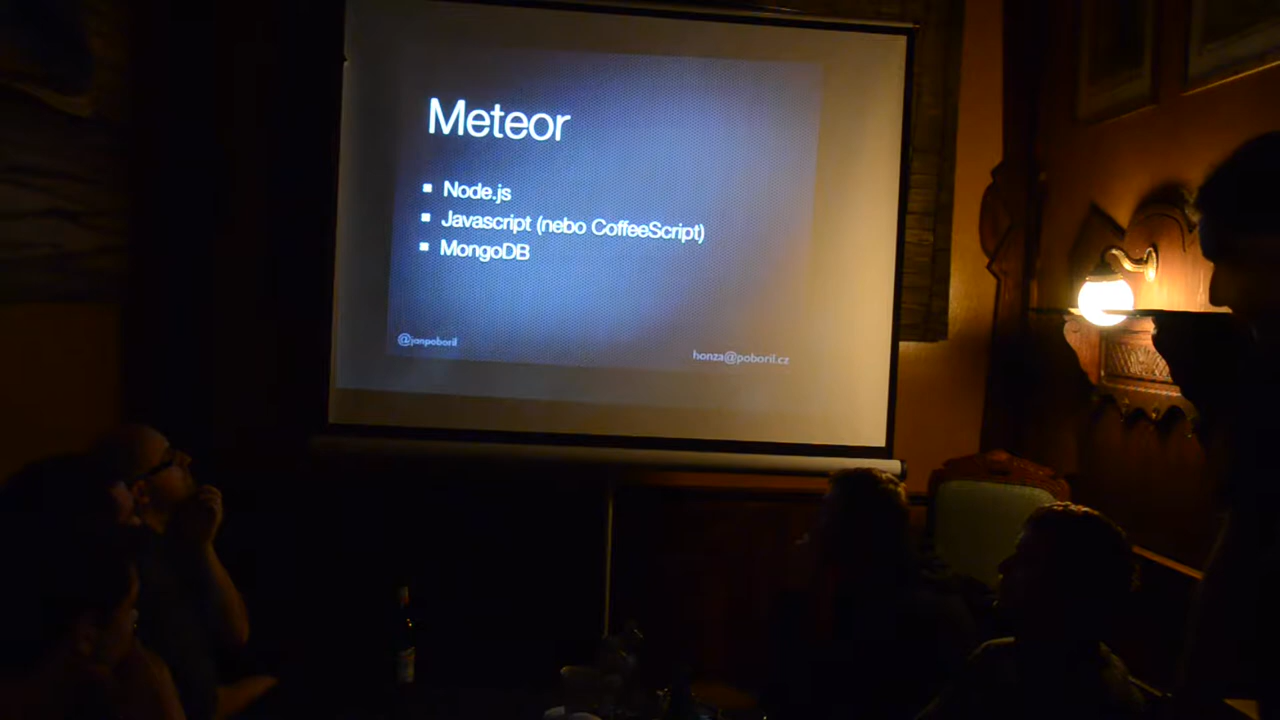 Meteor
Node.js
Javascript (nebo CoffeeScript)
MongoDB
@janpoboril
honza@poboril.cz